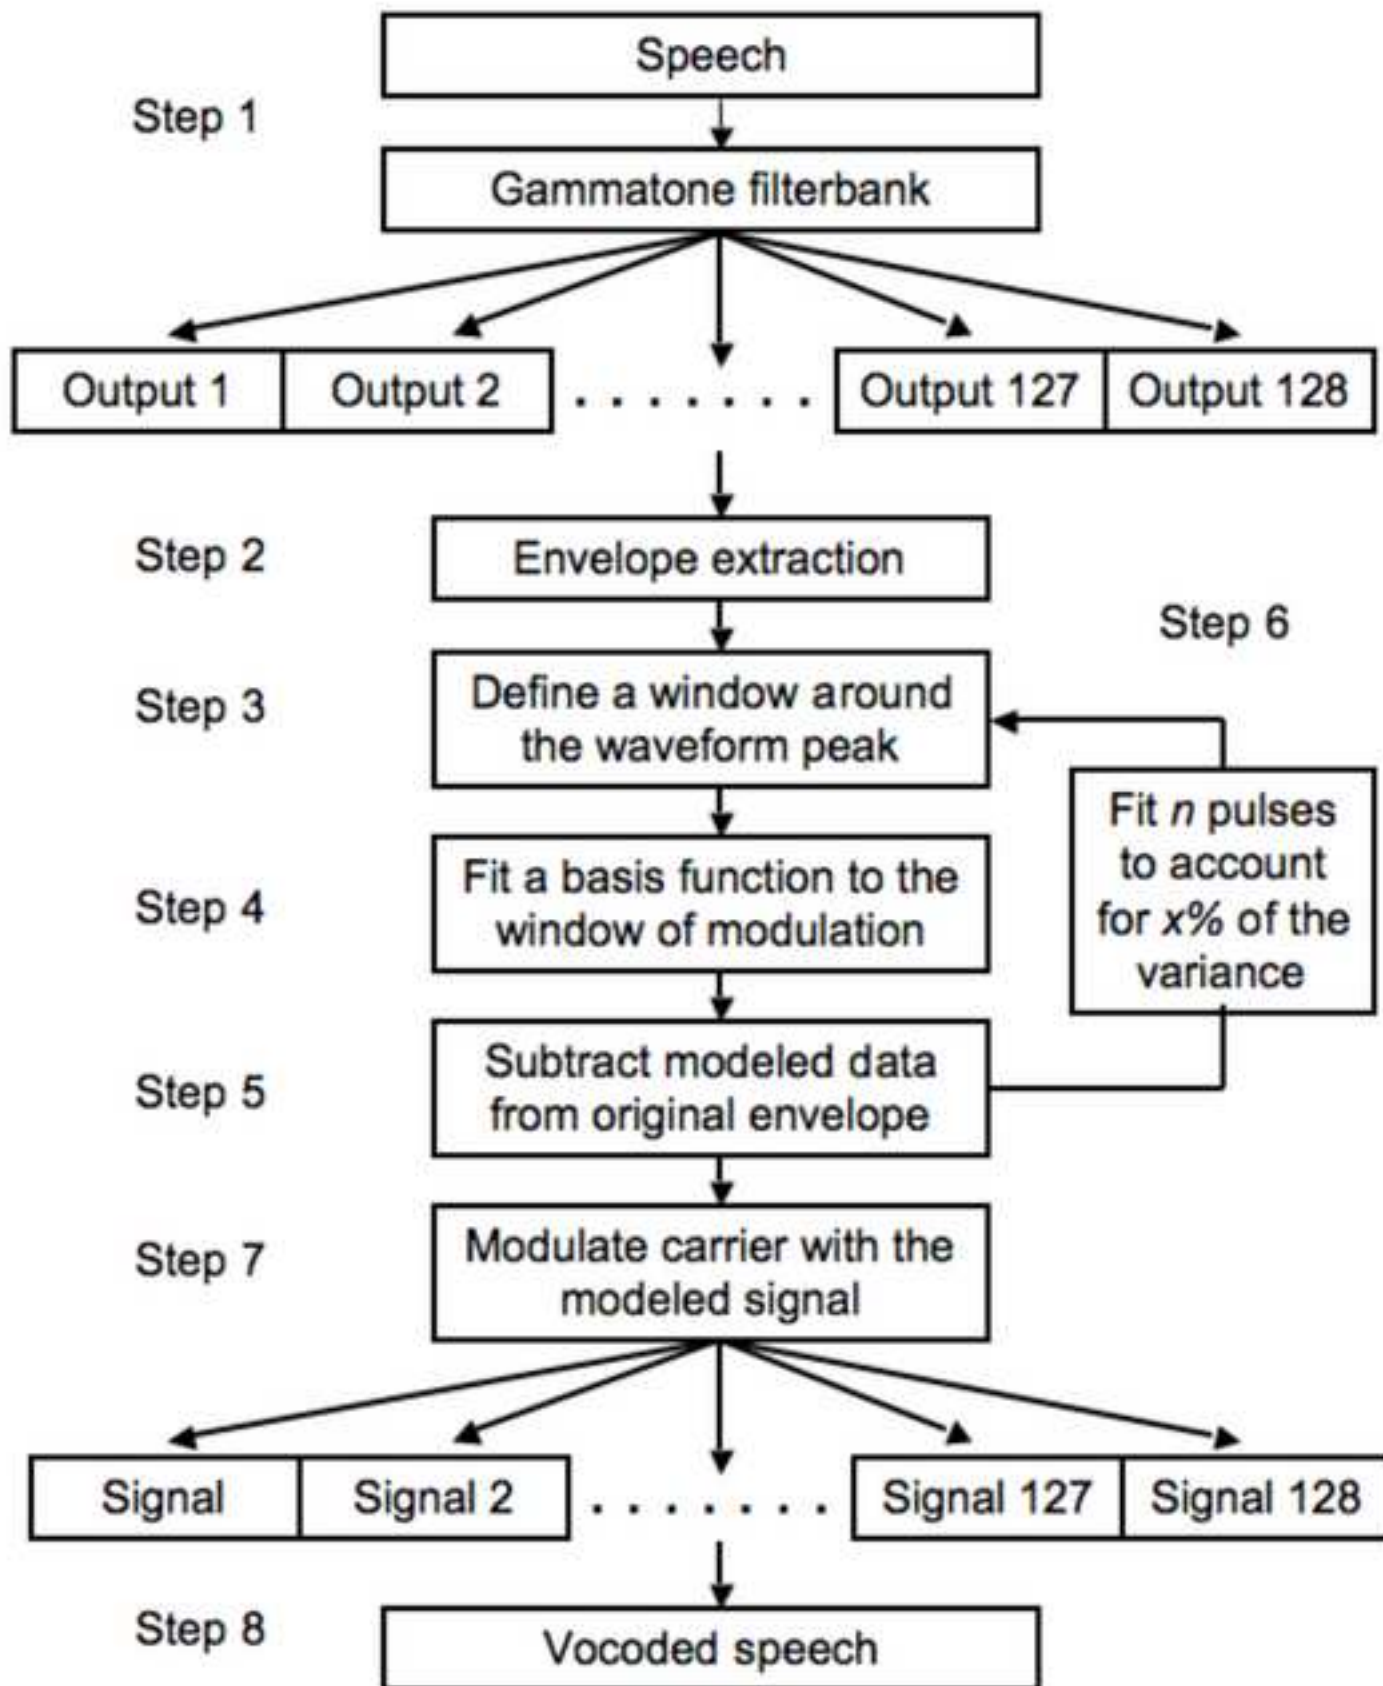 Speech
Step 1
Gammatone filterbank
Output 1 Output 2 . . . . . . . Output 127 Output 128
Step 2
Envelope extraction
Step 6
Step 3
Define a window around
the waveform peak
Fit n pulses
to account
for x% of the
variance
Step 4
Fit a basis function to the
window of modulation
Step 5
Subtract modeled data
from original envelope
Step 7
Modulate carrier with the
modeled signal
Signal Signal 2 . . . . . . . Signal 127 Signal 128
Step 8
Vocoded speech